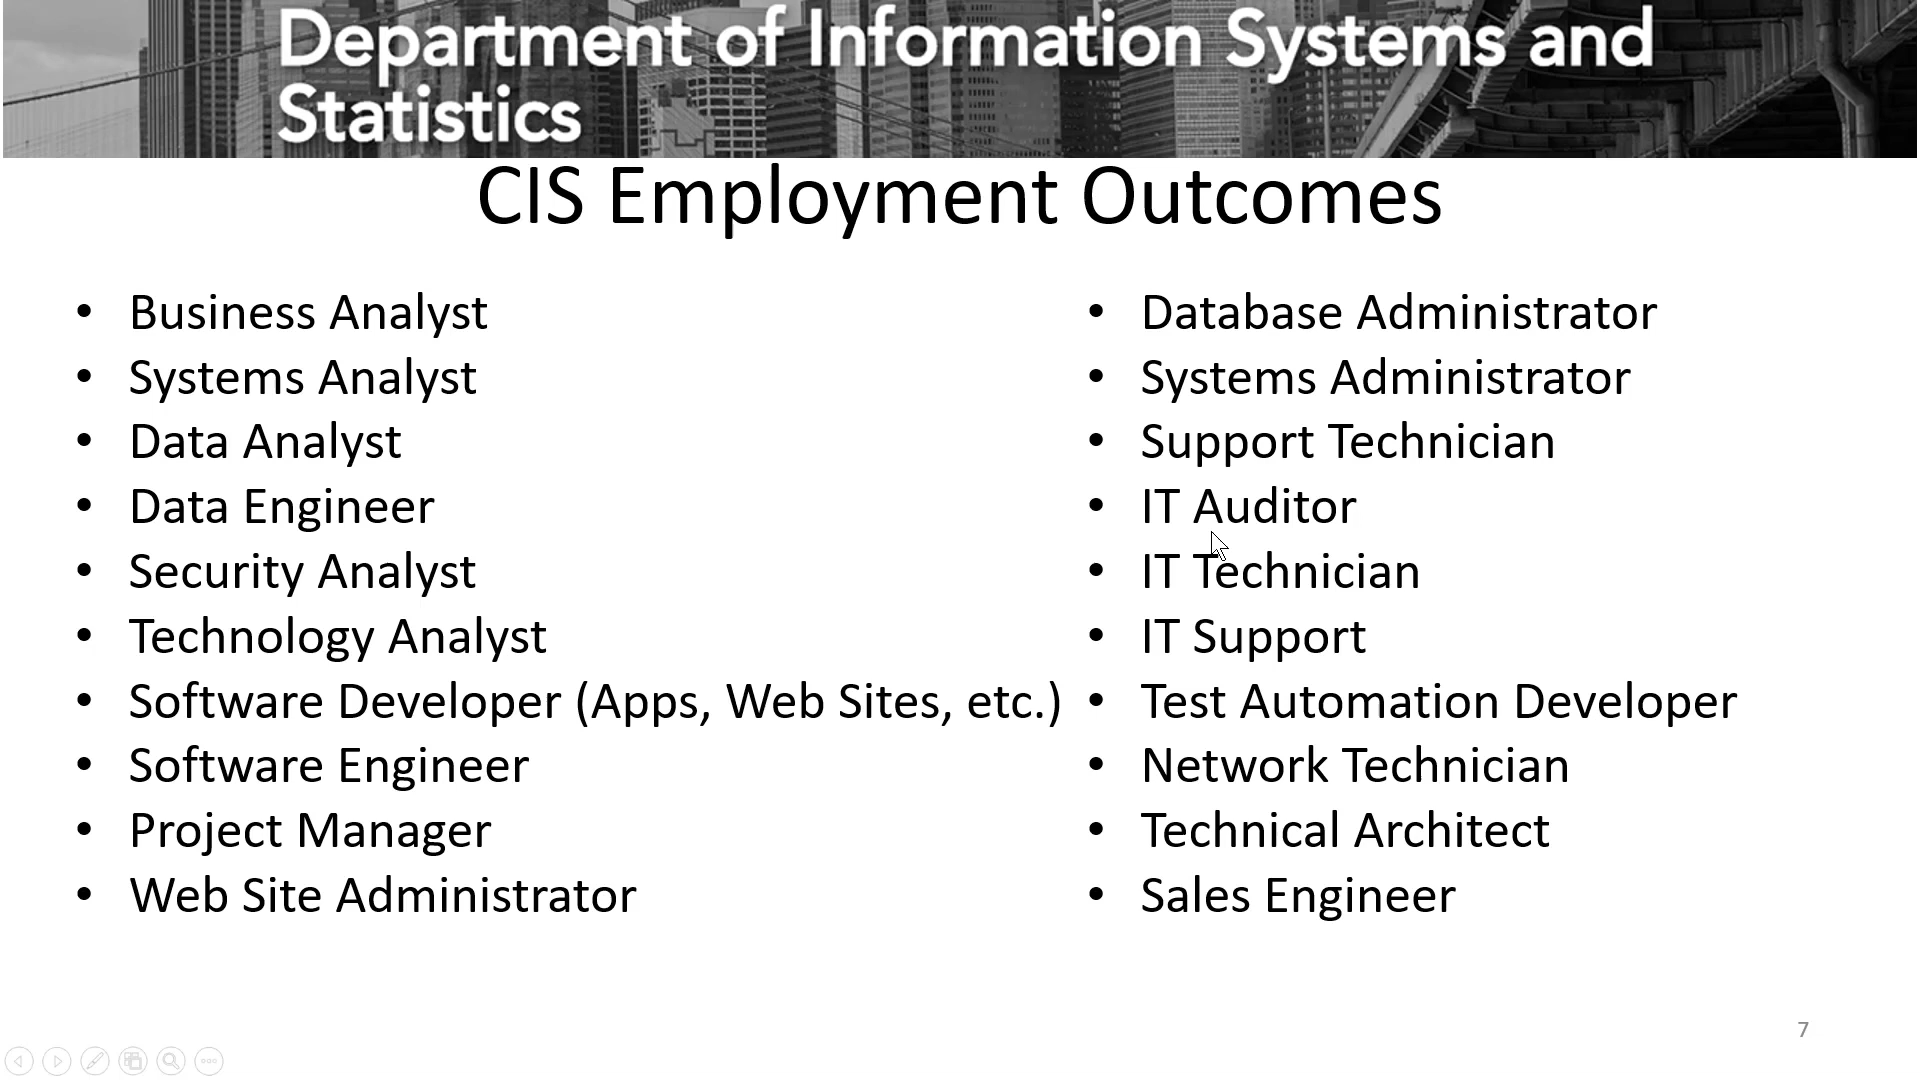 Department of Information Systems and
Statistics
CIS Employment Outcomes
• Business Analyst
• Systems Analyst
• Data Analyst
• Data Engineer
• Security Analyst
• Technology Analyst
• Software Developer (Apps, Web Sites, etc.)
• Software Engineer
• Project Manager
• Web Site Administrator
• Database Administrator
• Systems Administrator
• Support Technician
• IT Auditor
• IT Technician
• IT Support
• Test Automation Developer
• Network Technician
• Technical Architect
• Sales Engineer
7